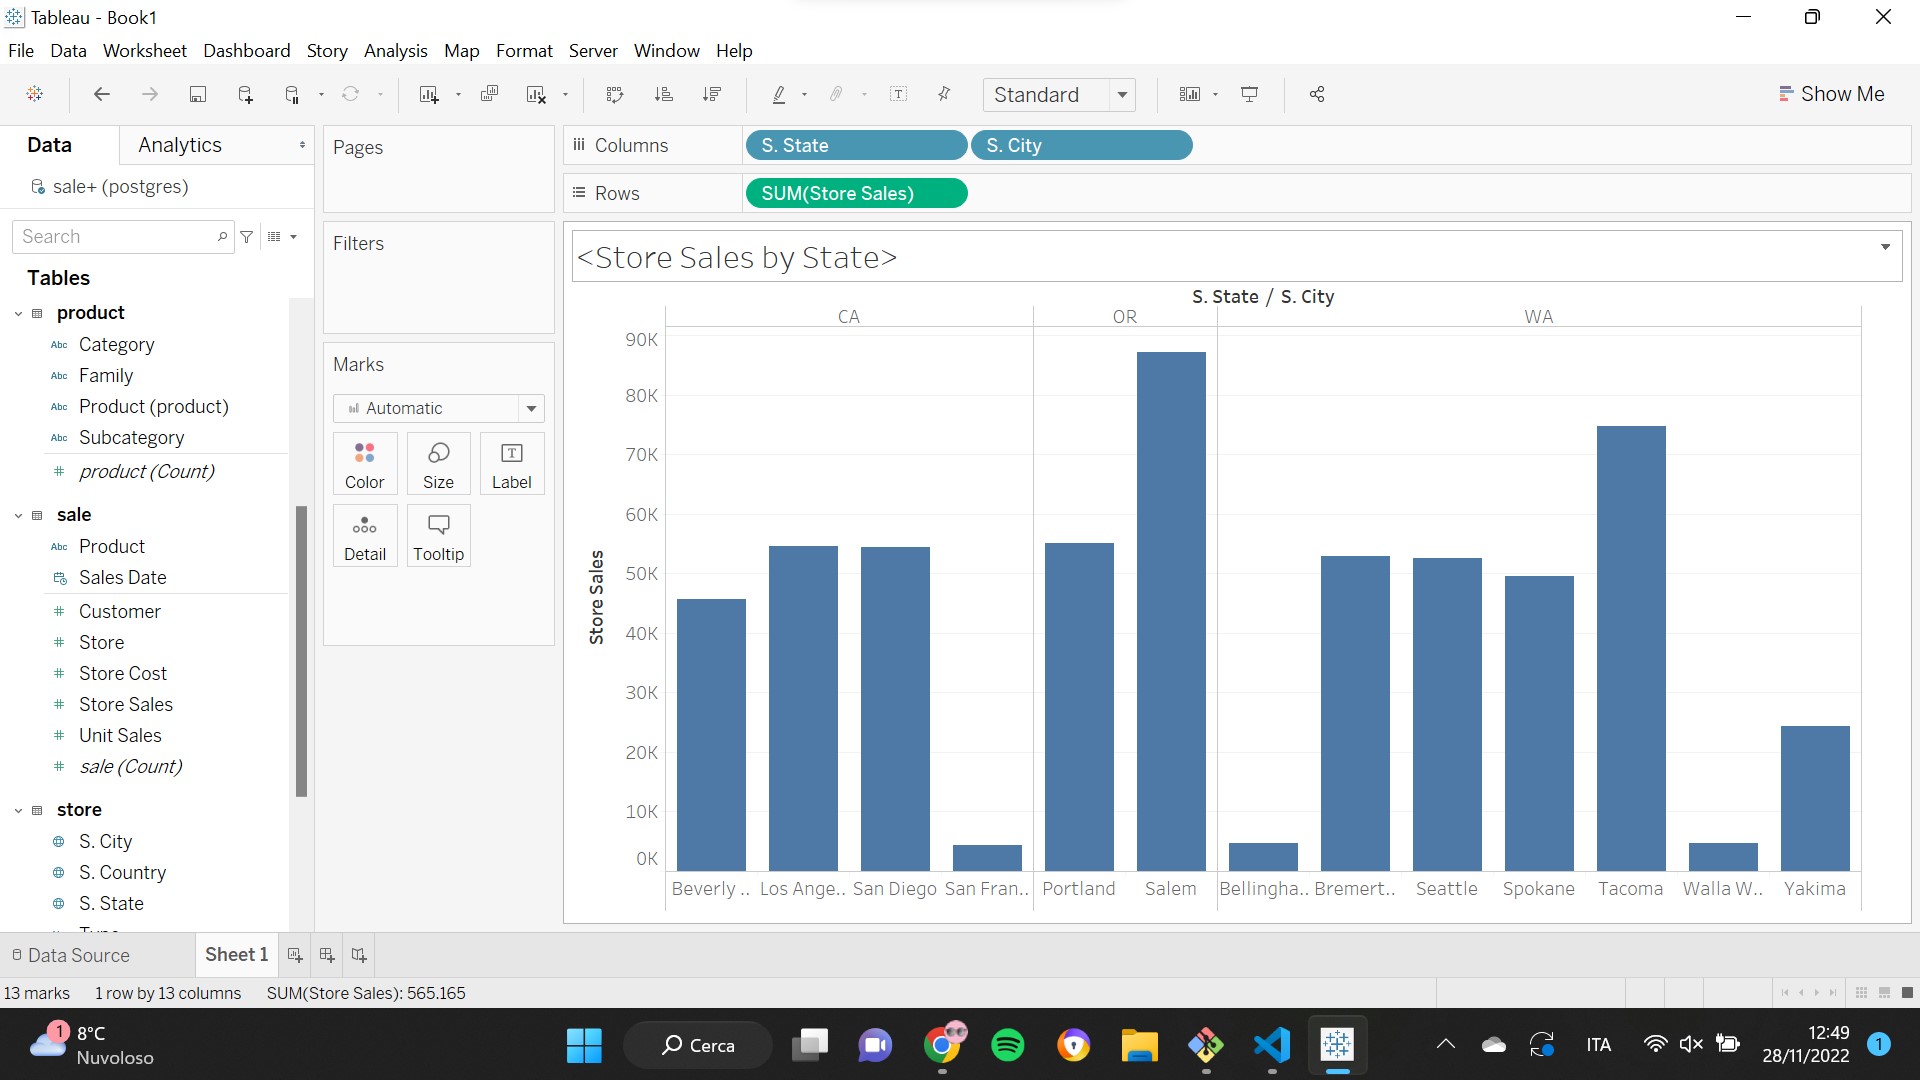 Tableau - Book1
File Data Worksheet Dashboard Story Analysis Map Format Server Window Help
Standard
Show Me
Data
Analytics
sale+ (postgres)
Search
Tables
product
Abc Category
Abc Family
Abc Product (product)
Abc Subcategory
# product (Count)
sale
Abc Product
Sales Date
# Customer
# Store
# Store Cost
# Store Sales
# Unit Sales
# sale (Count)
store
S. City
S. Country
S. State
Pages
Filters
Marks
Automatic
Color Size Label
Detail Tooltip
Columns S. State S. City
Rows SUM(Store Sales)
<Store Sales by State>
S. State / S. City
CA OR WA
90K
80K
70K
60K
50K
40K
30K
20K
10K
0K
Store Sales
Beverly .. Los Ange.. San Diego San Fran.. Portland Salem Bellingha.. Bremert.. Seattle Spokane Tacoma Walla W.. Yakima
Data Source Sheet 1
13 marks 1 row by 13 columns SUM(Store Sales): 565.165
1
8°C
Nuvoloso
Cerca
ITA
12:49
28/11/2022
1